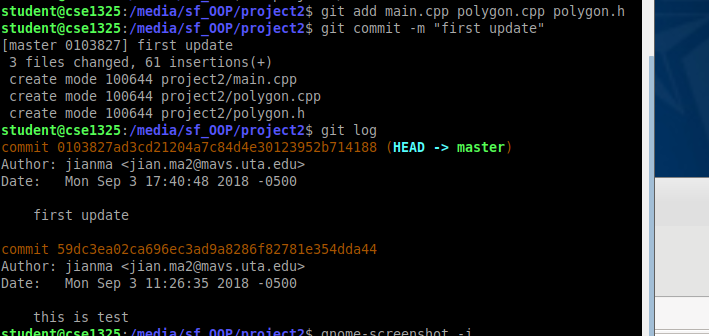 student@cse1325:/media/sf_OOP/project2$ git add main.cpp polygon.cpp polygon.h
student@cse1325:/media/sf_OOP/project2$ git commit -m "first update"
[master 0103827] first update
 3 files changed, 61 insertions(+)
 create mode 100644 project2/main.cpp
 create mode 100644 project2/polygon.cpp
 create mode 100644 project2/polygon.h
student@cse1325:/media/sf_OOP/project2$ git log
commit 0103827ad3cd21204a7c84d4e30123952b714188 (HEAD -> master)
Author: jianma <jian.ma2@mavs.uta.edu>
Date:   Mon Sep 3 17:40:48 2018 -0500
    first update
commit 59dc3ea02ca696ec3ad9a8286f82781e354dda44
Author: jianma <jian.ma2@mavs.uta.edu>
Date:   Mon Sep 3 11:26:35 2018 -0500
    this is test
student@cse1325:/media/sf_OOP/project2$ gnome-screenshot -i